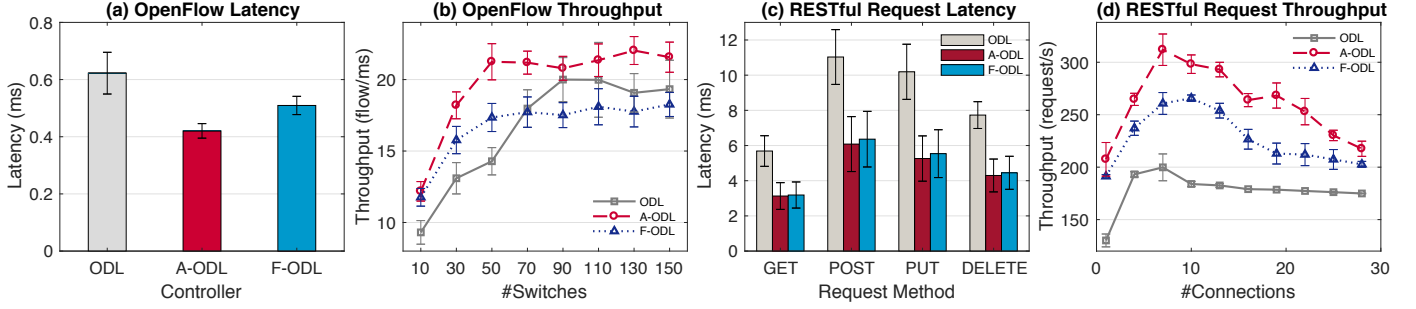 (a) OpenFlow Latency
Latency (ms)
0.8
0.6
0.4
0.2
0
ODL
A-ODL
F-ODL
Controller
(b) OpenFlow Throughput
Throughput (flow/ms)
20
15
10
ODL
A-ODL
F-ODL
10 30 50 70 90 110 130 150
#Switches
(c) RESTful Request Latency
Latency (ms)
12
10
8
6
4
2
0
ODL
A-ODL
F-ODL
GET POST PUT DELETE
Request Method
(d) RESTful Request Throughput
Throughput (request/s)
300
250
200
150
ODL
A-ODL
F-ODL
0 10 20 30
#Connections